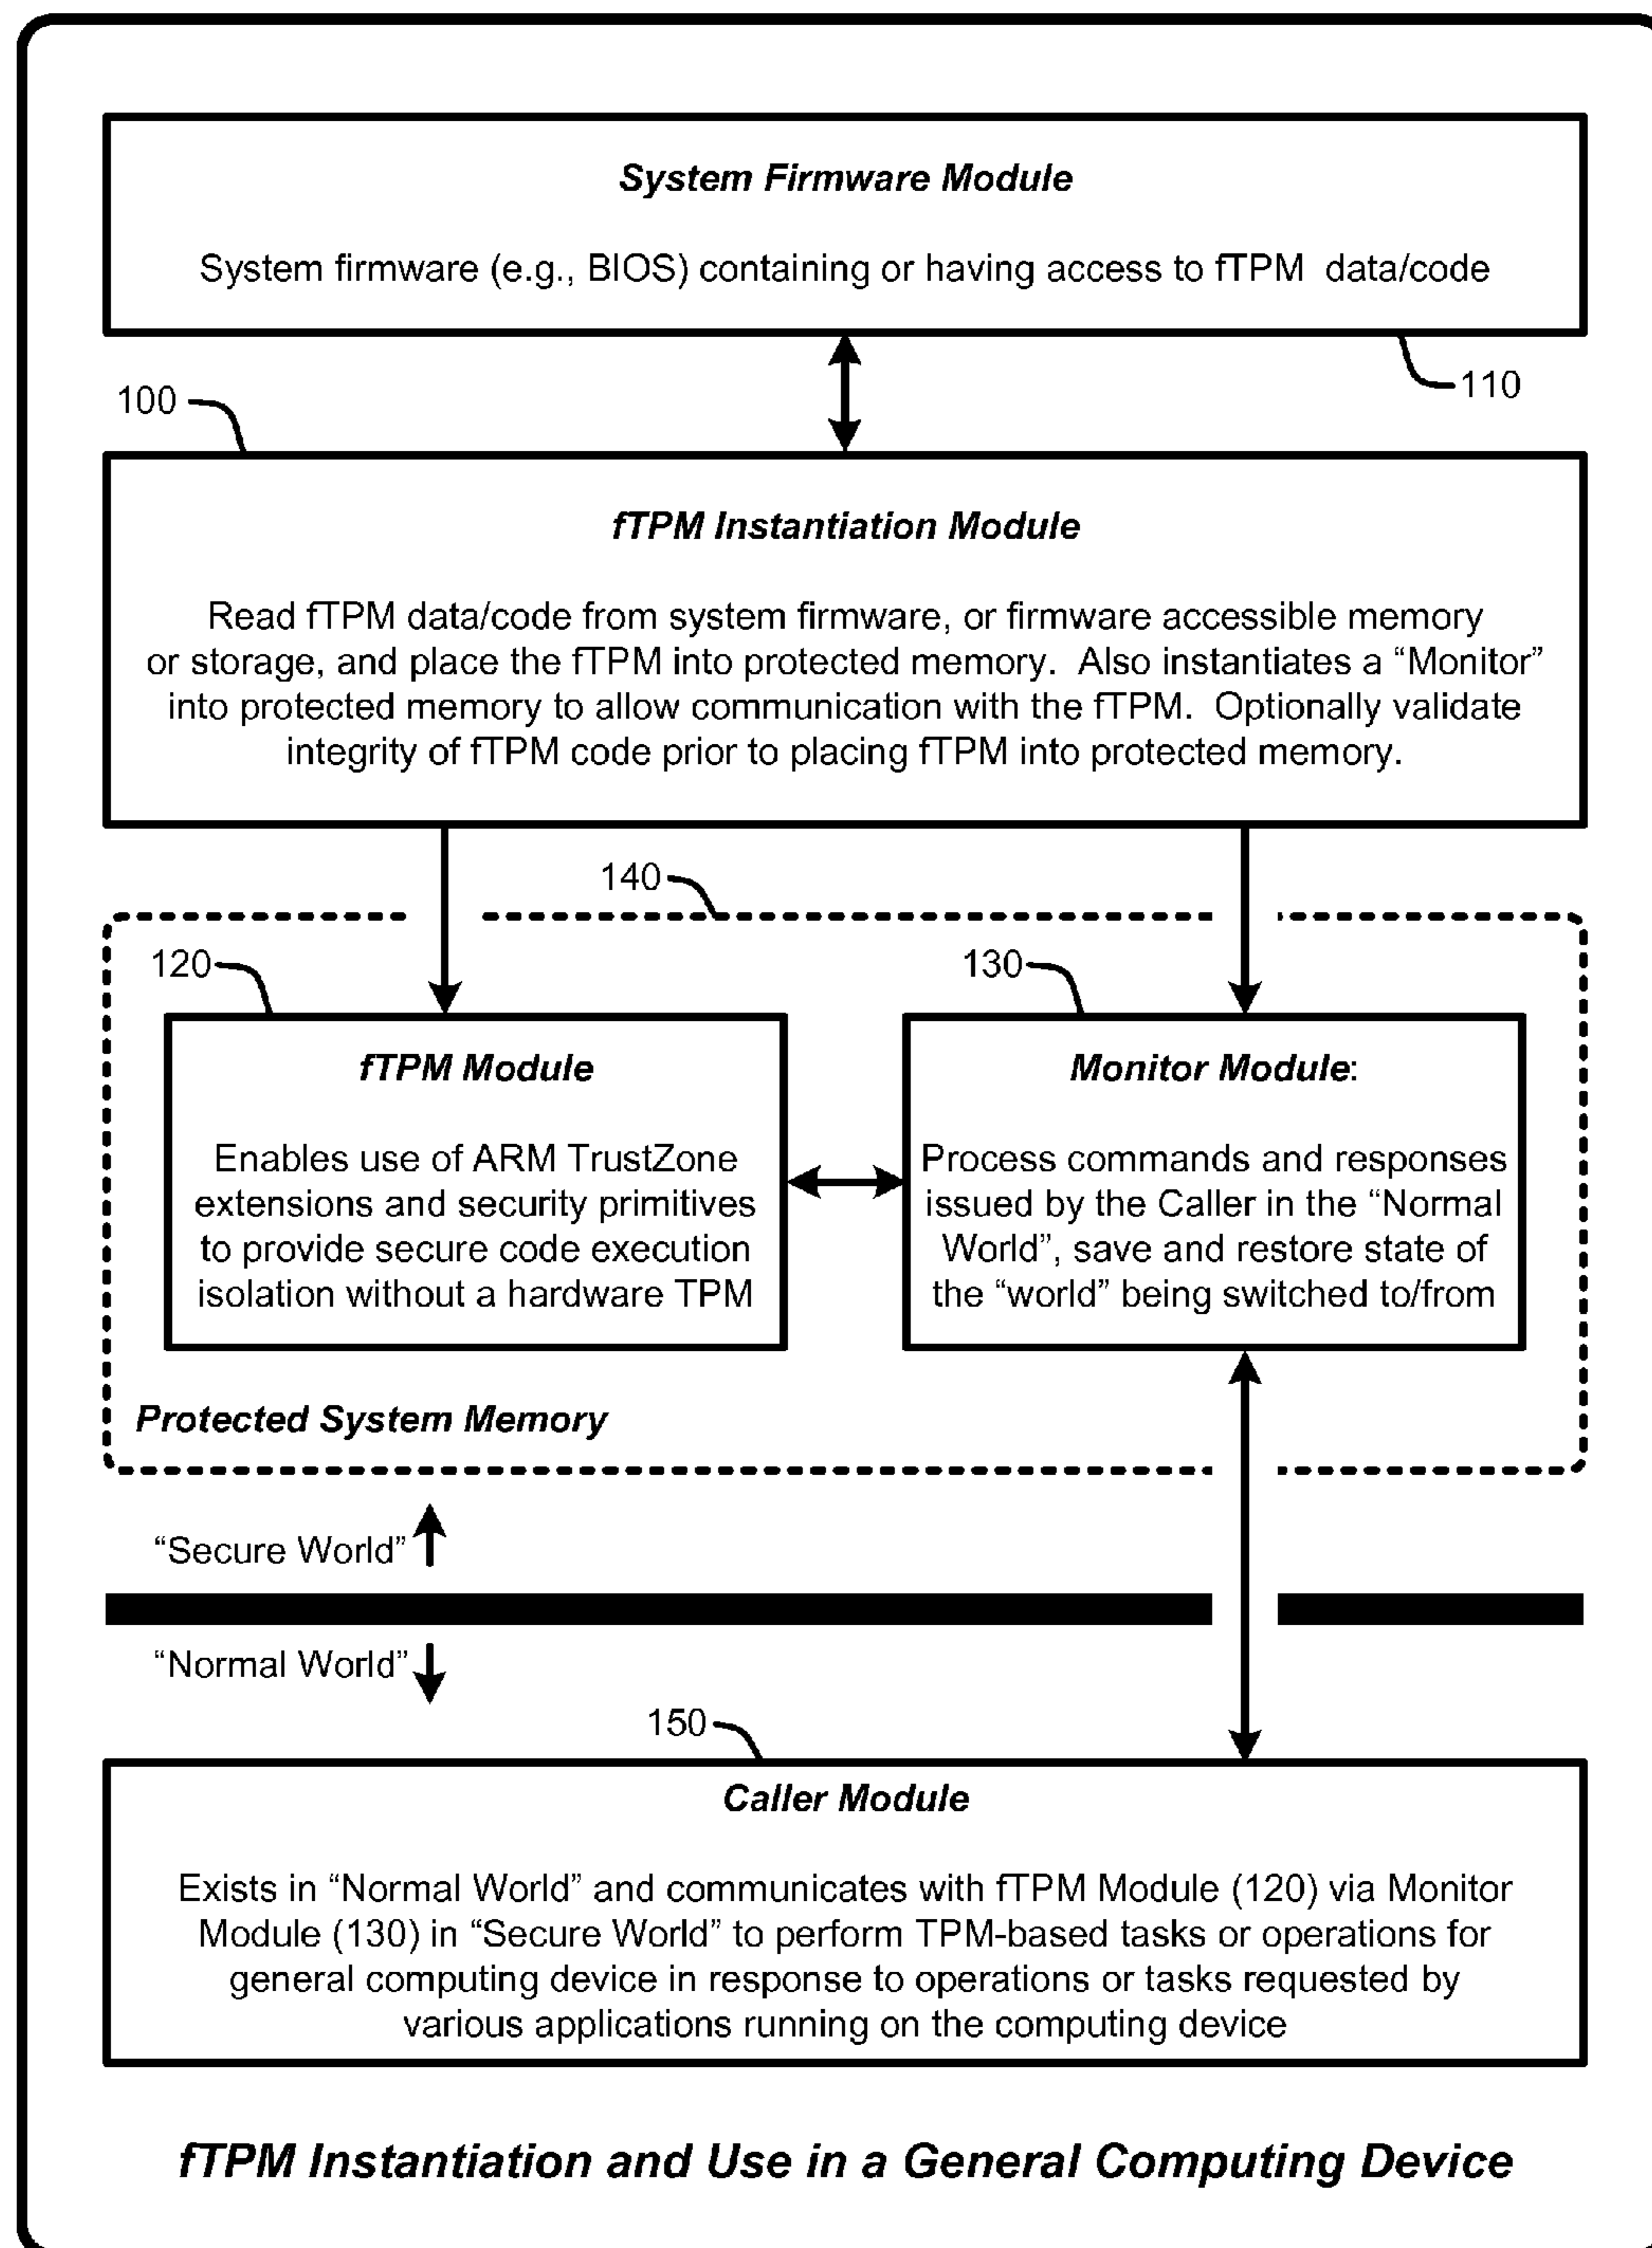 System Firmware Module
System firmware (e.g., BIOS) containing or having access to fTPM data/code
110
100
fTPM Instantiation Module
Read fTPM data/code from system firmware, or firmware accessible memory
or storage, and place the fTPM into protected memory. Also instantiates a “Monitor”
into protected memory to allow communication with the fTPM. Optionally validate
integrity of fTPM code prior to placing fTPM into protected memory.
140
120
130
fTPM Module
Enables use of ARM TrustZone
extensions and security primitives
to provide secure code execution
isolation without a hardware TPM
Monitor Module:
Process commands and responses
issued by the Caller in the “Normal
World”, save and restore state of
the “world” being switched to/from
Protected System Memory
“Secure World”
“Normal World”
150
Caller Module
Exists in “Normal World” and communicates with fTPM Module (120) via Monitor
Module (130) in “Secure World” to perform TPM-based tasks or operations for
general computing device in response to operations or tasks requested by
various applications running on the computing device
fTPM Instantiation and Use in a General Computing Device